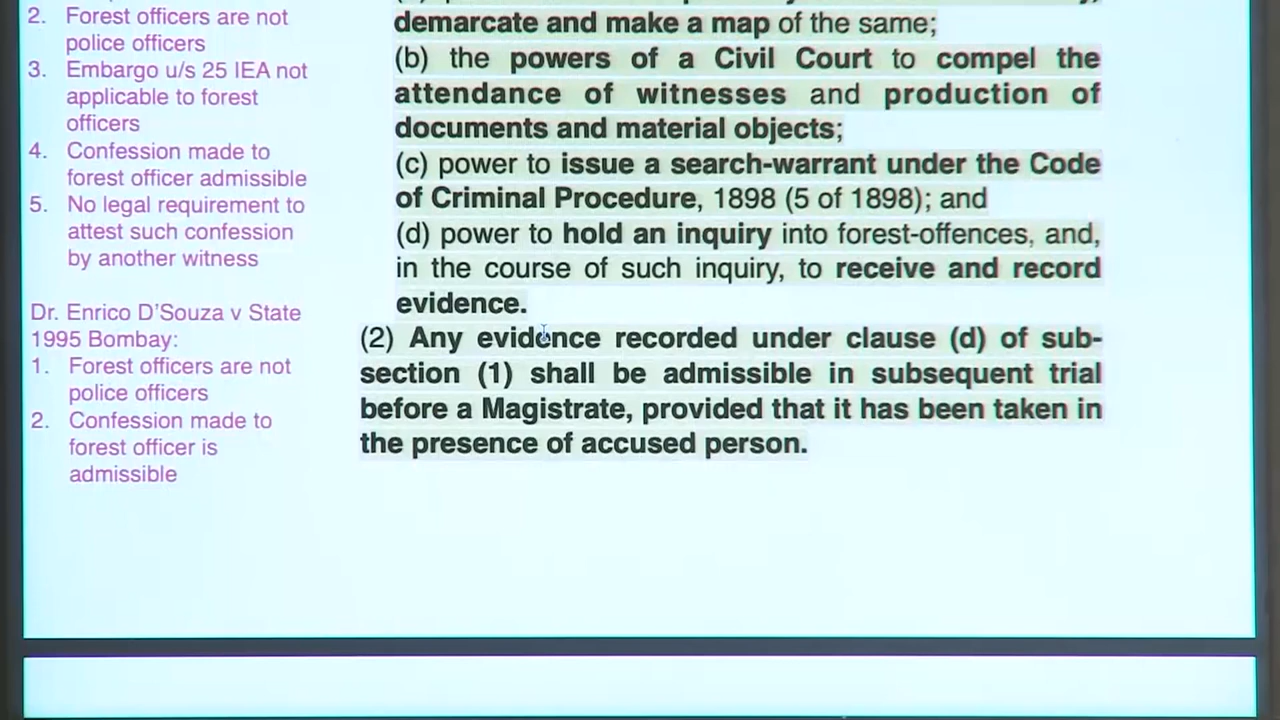 2. Forest officers are not
police officers
3. Embargo u/s 25 IEA not
applicable to forest
officers
4. Confession made to
forest officer admissible
5. No legal requirement to
attest such confession
by another witness
Dr. Enrico D'Souza v State
1995 Bombay:
1. Forest officers are not
police officers
2. Confession made to
forest officer is
admissible
demarcate and make a map of the same;
(b) the powers of a Civil Court to compel the
attendance of witnesses and production of
documents and material objects;
(c) power to issue a search-warrant under the Code
of Criminal Procedure, 1898 (5 of 1898); and
(d) power to hold an inquiry into forest-offences, and,
in the course of such inquiry, to receive and record
evidence.
(2) Any evidence recorded under clause (d) of sub-
section (1) shall be admissible in subsequent trial
before a Magistrate, provided that it has been taken in
the presence of accused person.